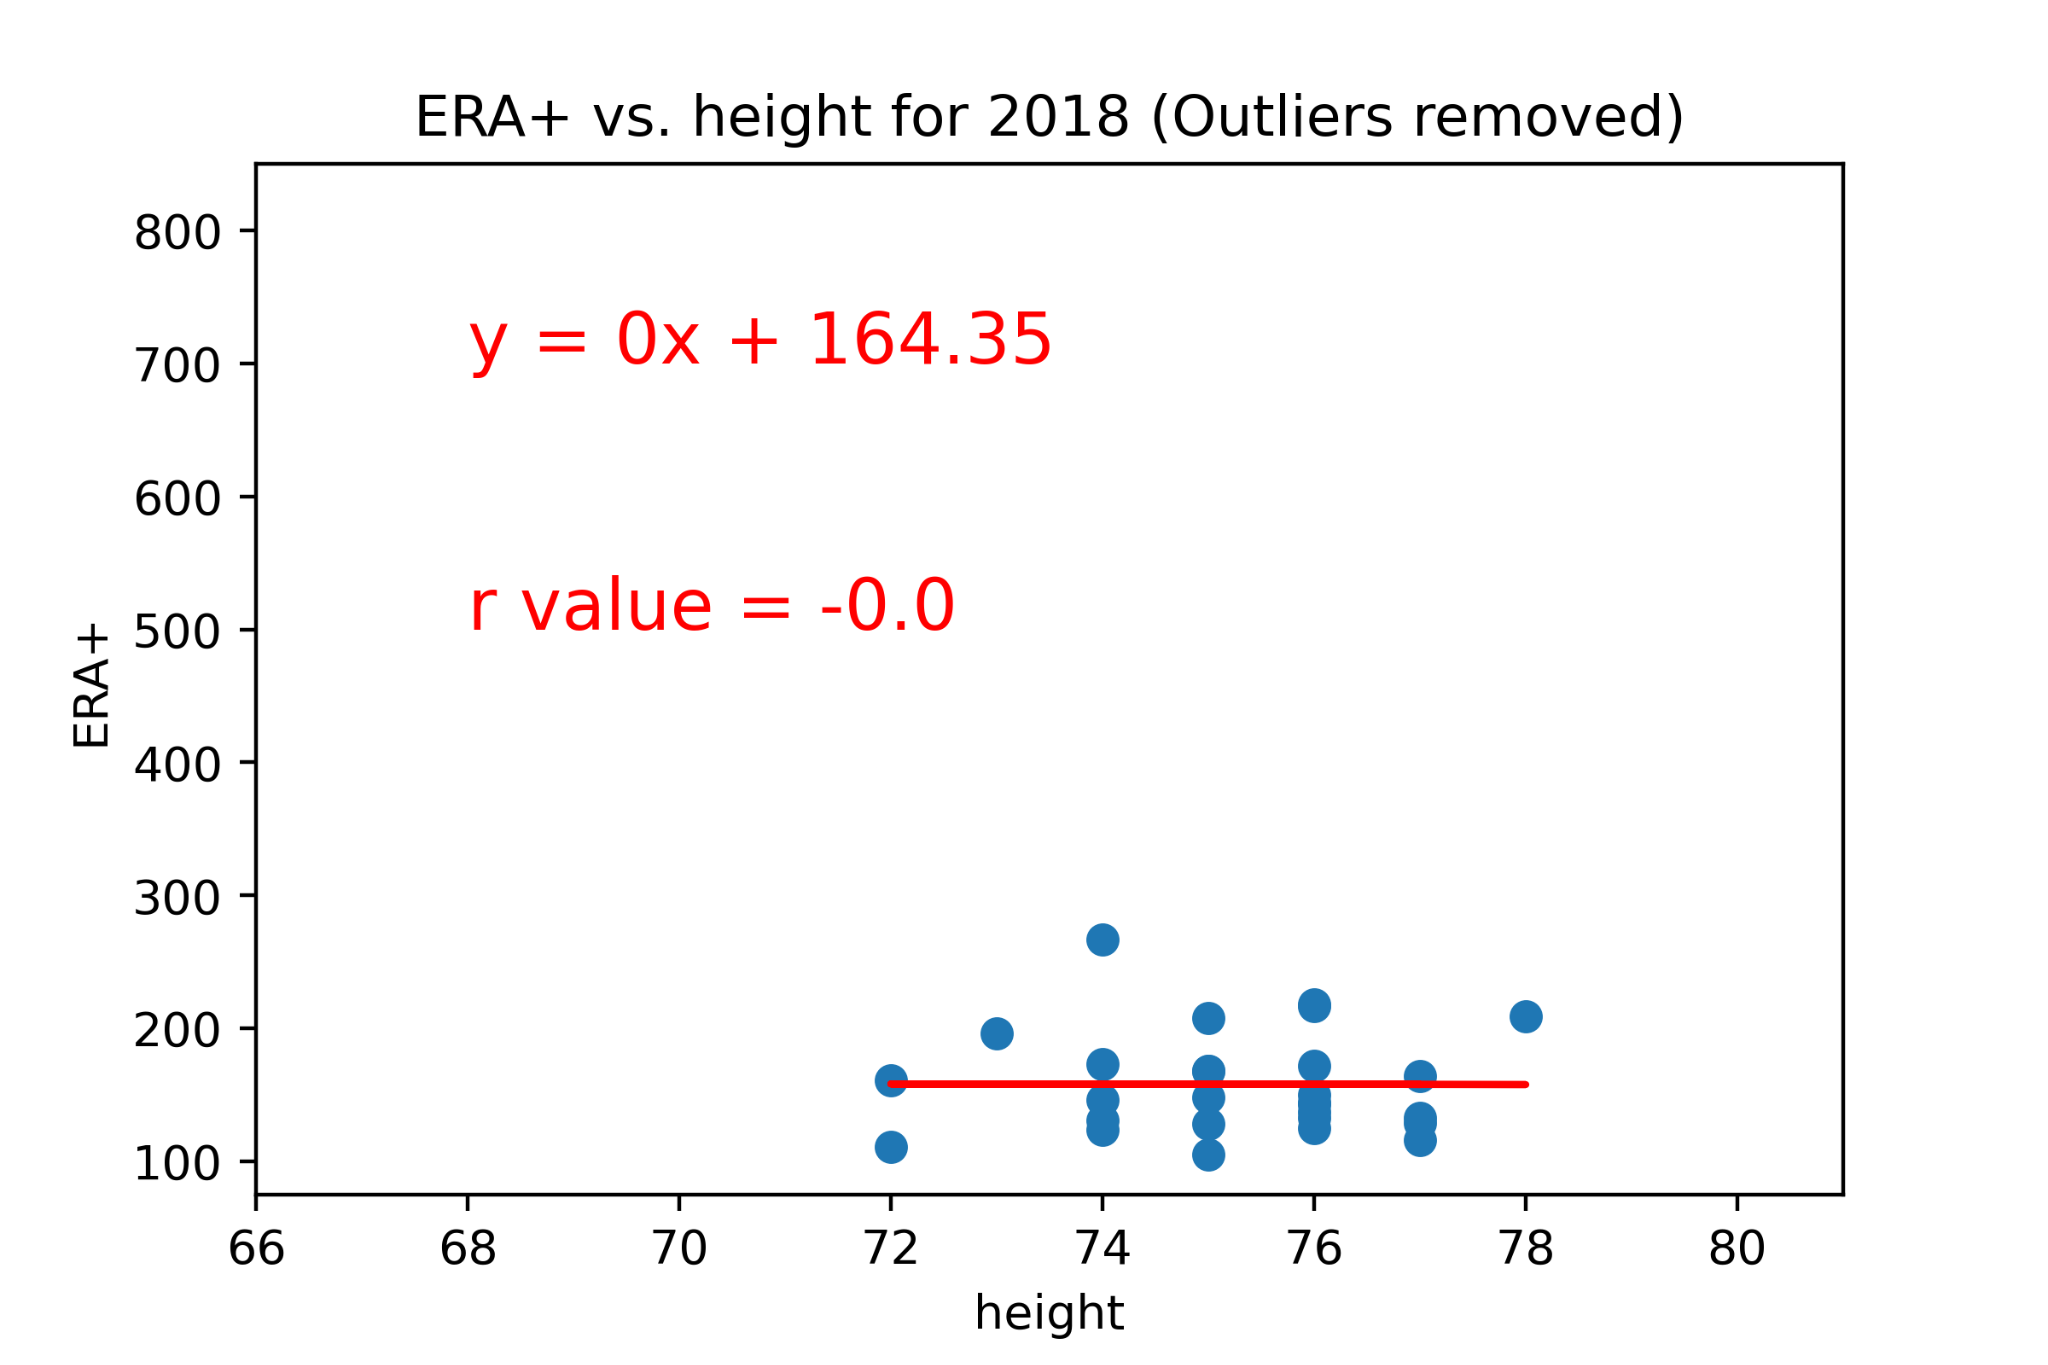 ERA+ vs. height for 2018 (Outliers removed)
800
y = 0x + 164.35
700
600
r value = -0.0
500
ERA+
400
300
200
100
66 68 70 72 74 76 78 80
height